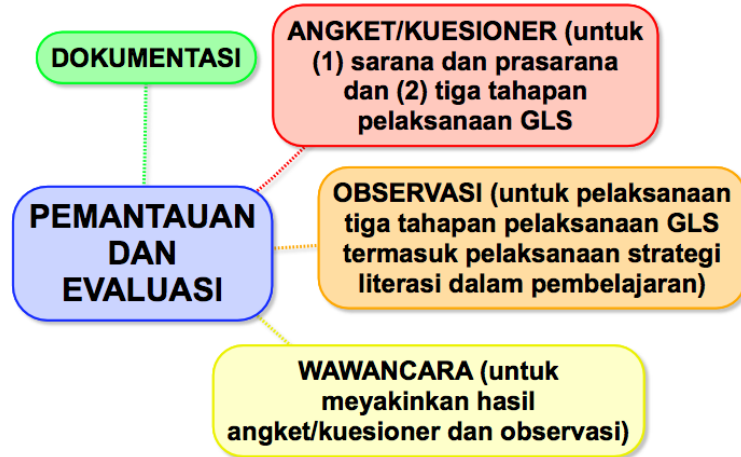 DOKUMENTASI
ANGKET/KUESIONER (untuk
(1) sarana dan prasarana
dan (2) tiga tahapan
pelaksanaan GLS
PEMANTAUAN
DAN
EVALUASI
OBSERVASI (untuk pelaksanaan
tiga tahapan pelaksanaan GLS
termasuk pelaksanaan strategi
literasi dalam pembelajaran)
WAWANCARA (untuk
meyakinkan hasil
angket/kuesioner dan observasi)